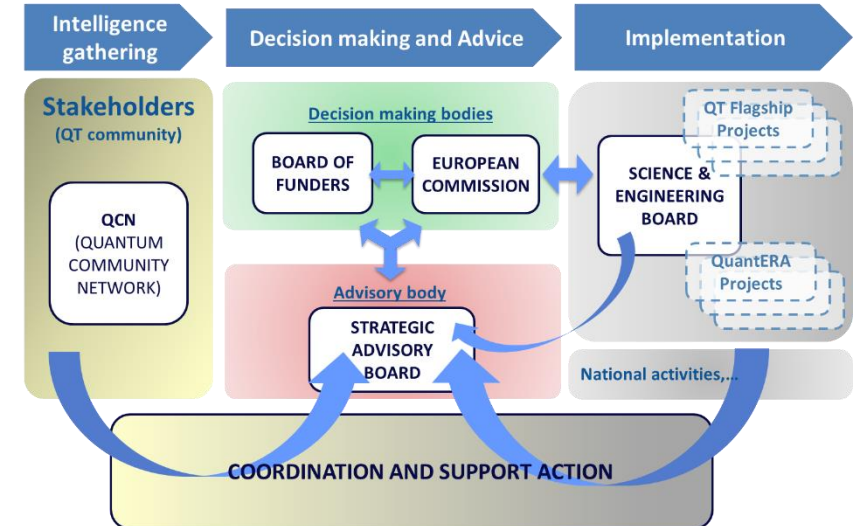 Intelligence
gathering
Decision making and Advice
Implementation
Stakeholders
(QT community)
QCN
(QUANTUM
COMMUNITY
NETWORK)
Decision making bodies
BOARD OF
FUNDERS
EUROPEAN
COMMISSION
Advisory body
STRATEGIC
ADVISORY
BOARD
QT Flagship
Projects
SCIENCE &
ENGINEERING
BOARD
QuantERA
Projects
National activities,...
COORDINATION AND SUPPORT ACTION